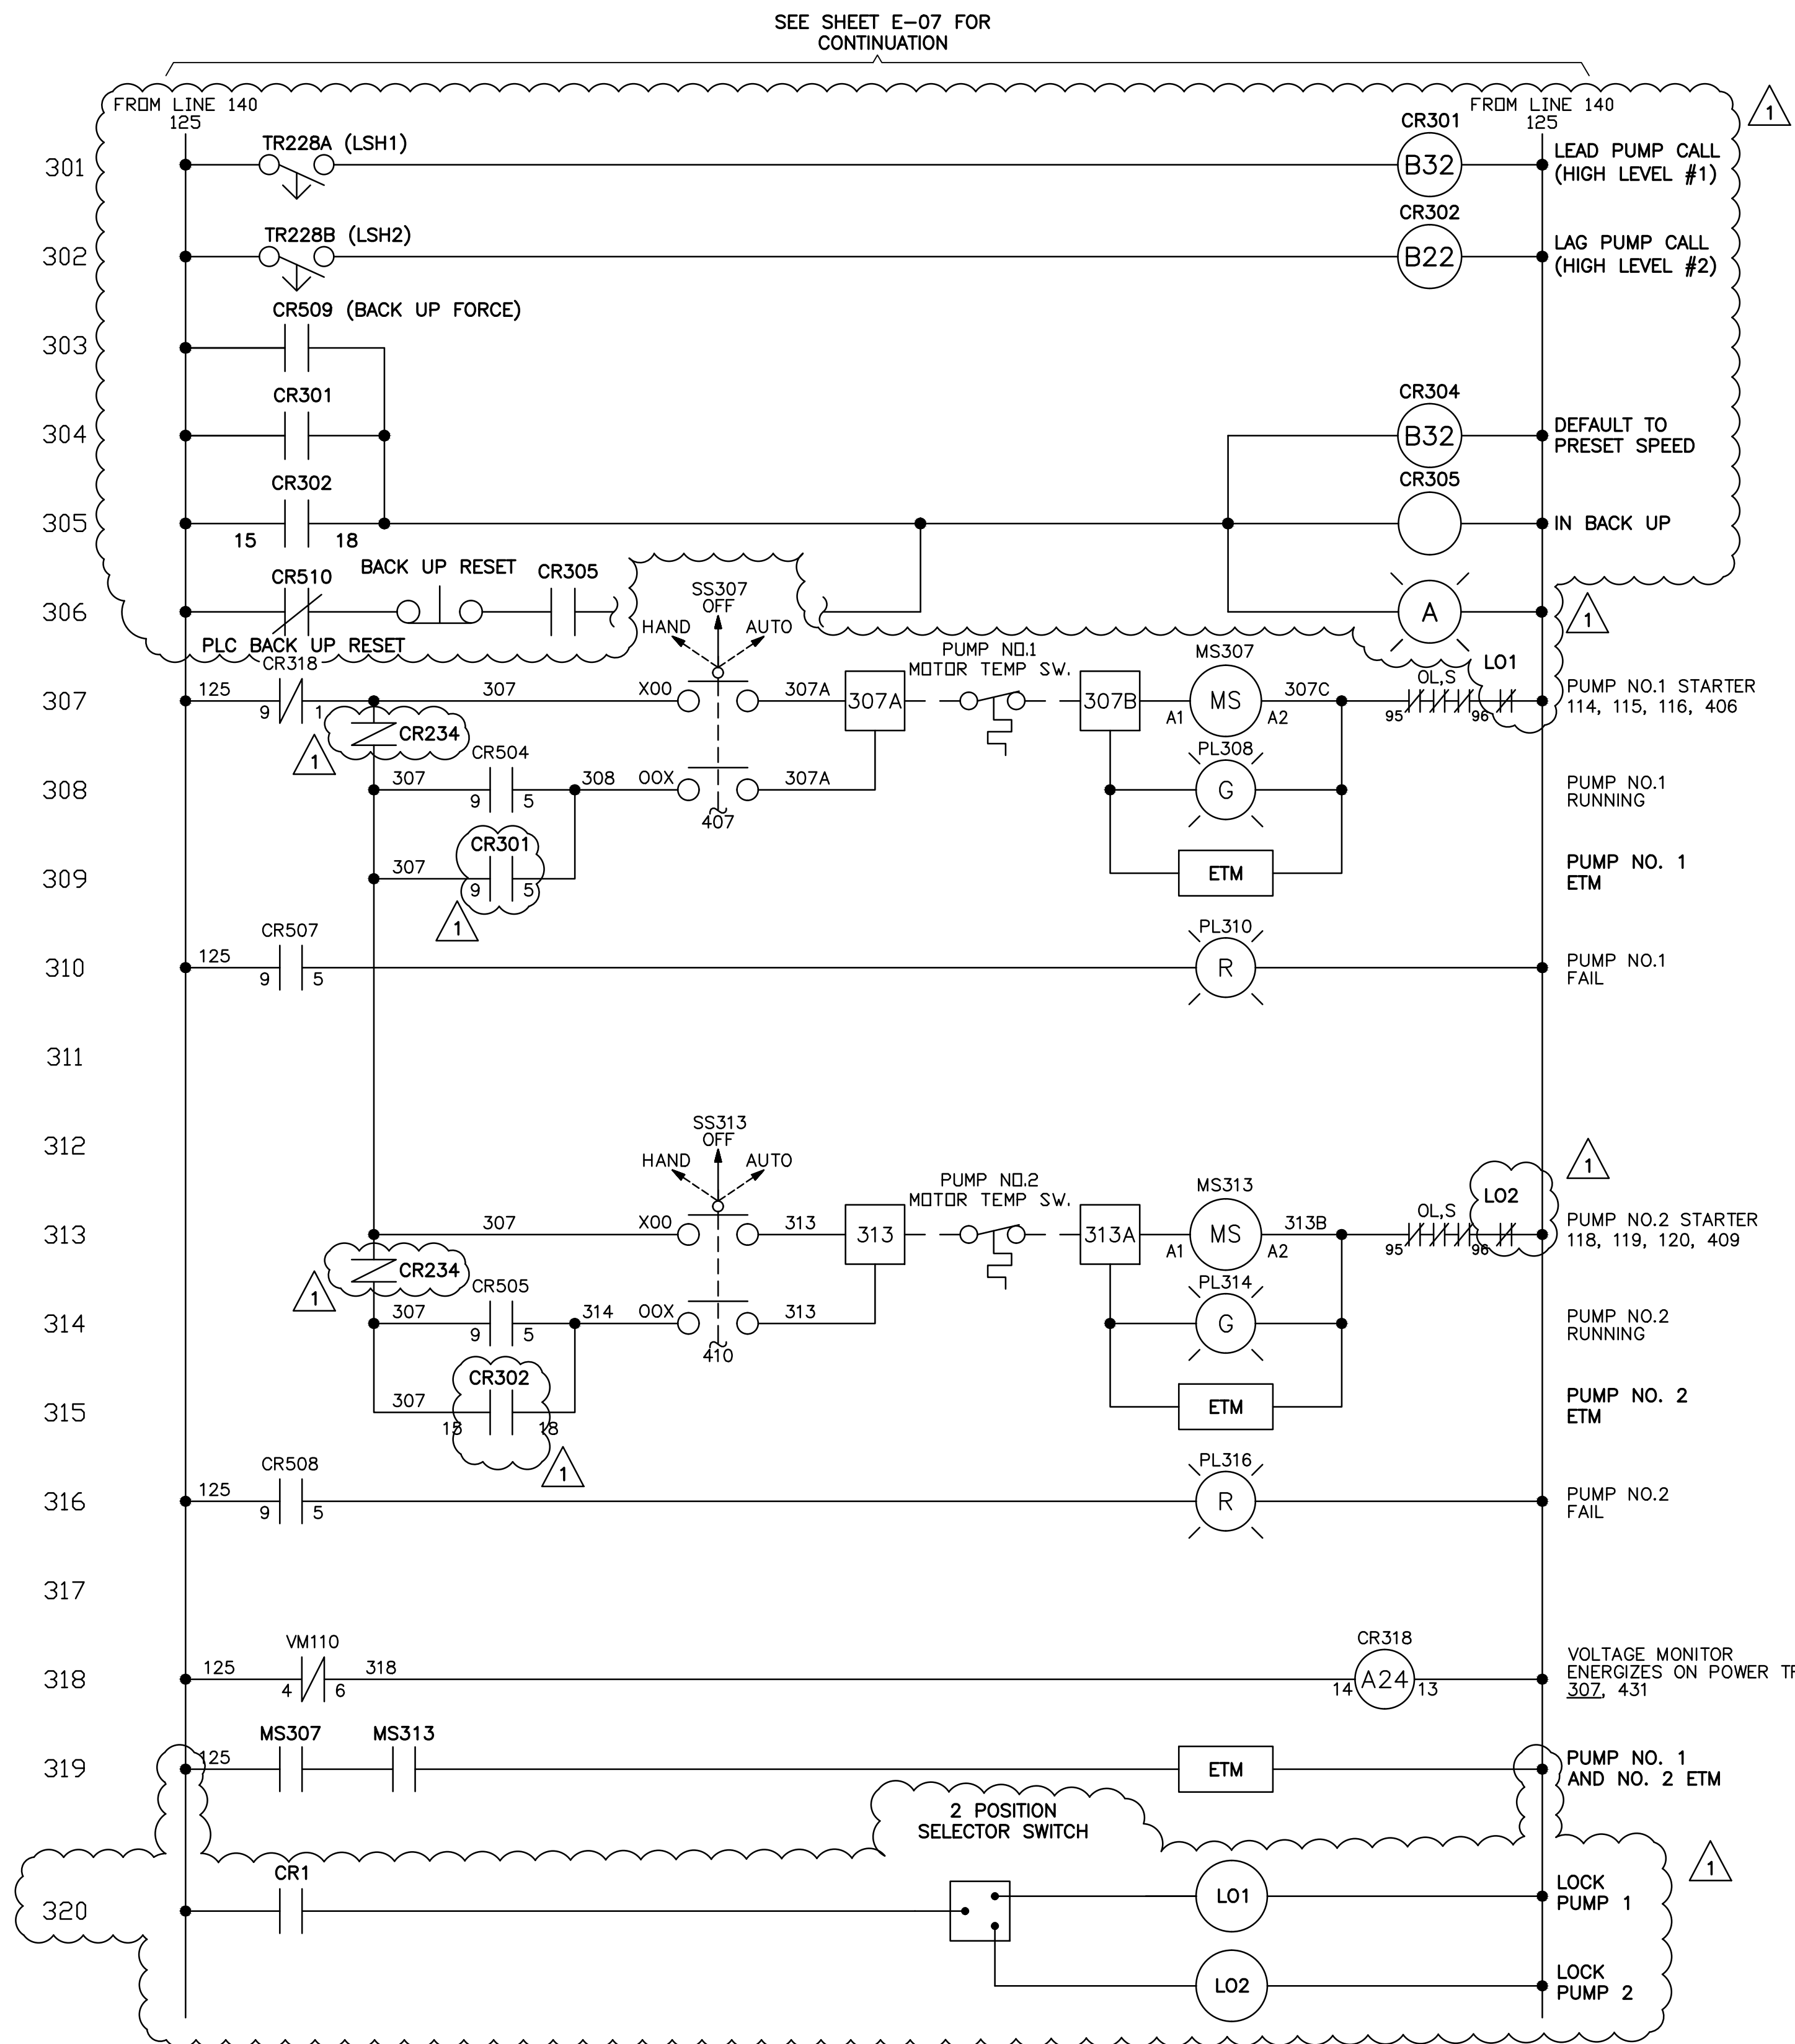 SEE SHEET E-07 FOR
CONTINUATION
FROM LINE 140
125
FROM LINE 140
125
1
301
TR228A (LSH1)
CR301
B32
LEAD PUMP CALL
(HIGH LEVEL #1)
302
TR228B (LSH2)
CR302
B22
LAG PUMP CALL
(HIGH LEVEL #2)
303
CR509 (BACK UP FORCE)
304
CR301
CR304
B32
DEFAULT TO
PRESET SPEED
305
CR302
15
18
CR305
IN BACK UP
306
CR510
BACK UP RESET
CR305
PLC BACK UP RESET
SS307
OFF
HAND
AUTO
A
1
307
125
CR318
9
1
307
X00
307A
307A
PUMP NO.1
MOTOR TEMP SW.
307B
MS307
MS
A1
A2
307C
OL,S
95
96
LO1
PUMP NO.1 STARTER
114, 115, 116, 406
CR234
1
308
307
CR504
9
5
308
OOX
307A
407
PL308
G
PUMP NO.1
RUNNING
309
307
CR301
9
5
1
ETM
PUMP NO. 1
ETM
310
125
CR507
9
5
PL310
R
PUMP NO.1
FAIL
311
312
SS313
OFF
HAND
AUTO
1
313
307
X00
313
313
PUMP NO.2
MOTOR TEMP SW.
313A
MS313
MS
A1
A2
313B
OL,S
95
96
LO2
PUMP NO.2 STARTER
118, 119, 120, 409
CR234
1
314
307
CR505
9
5
314
OOX
313
410
PL314
G
PUMP NO.2
RUNNING
315
307
CR302
15
18
1
ETM
PUMP NO. 2
ETM
316
125
CR508
9
5
PL316
R
PUMP NO.2
FAIL
317
318
125
VM110
4
6
318
CR318
14
A24
13
VOLTAGE MONITOR
ENERGIZES ON POWER
307, 431
319
125
MS307
MS313
ETM
PUMP NO. 1
AND NO. 2 ETM
2 POSITION
SELECTOR SWITCH
320
CR1
LO1
LOCK
PUMP 1
1
LO2
LOCK
PUMP 2